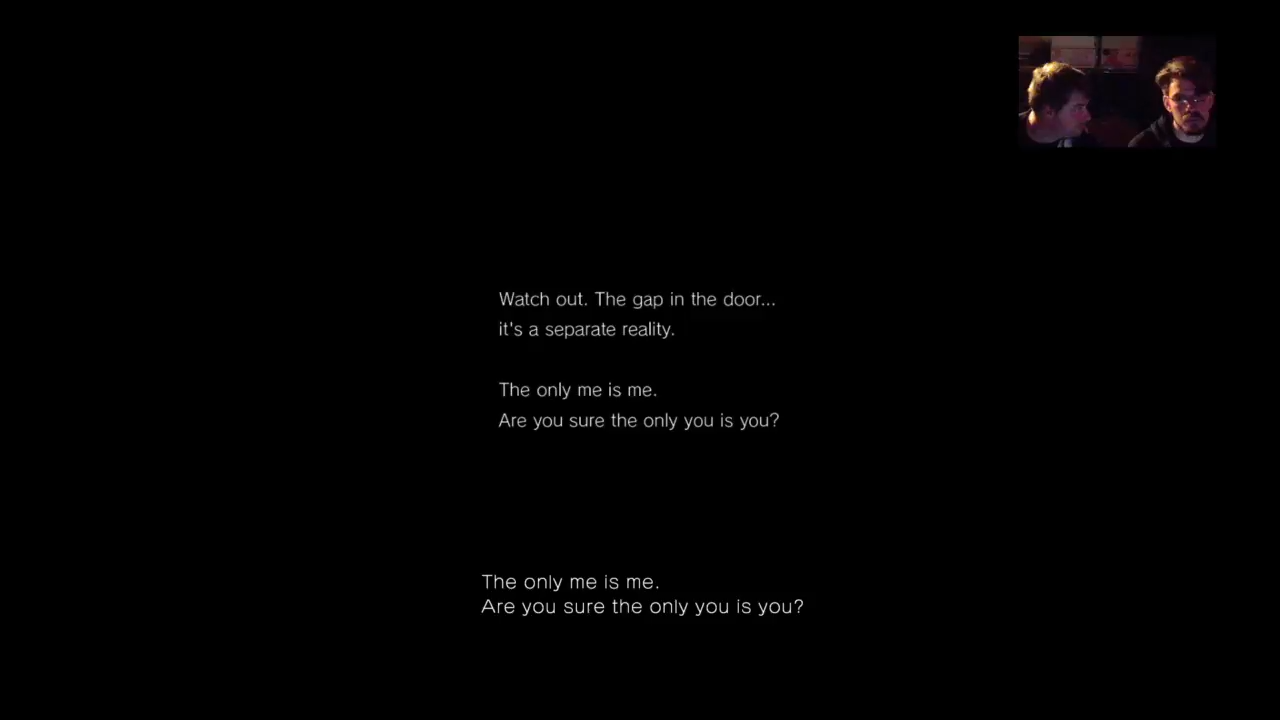 Watch out. The gap in the door...
it's a separate reality.
The only me is me.
Are you sure the only you is you?
The only me is me.
Are you sure the only you is you?